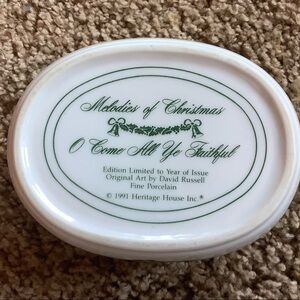 Melodies of Christmas
O Come All Ye Faithful
Edition Limited to Year of Issue
Original Art by David Russell
Fine Porcelain
© 1991 Heritage House Inc.®